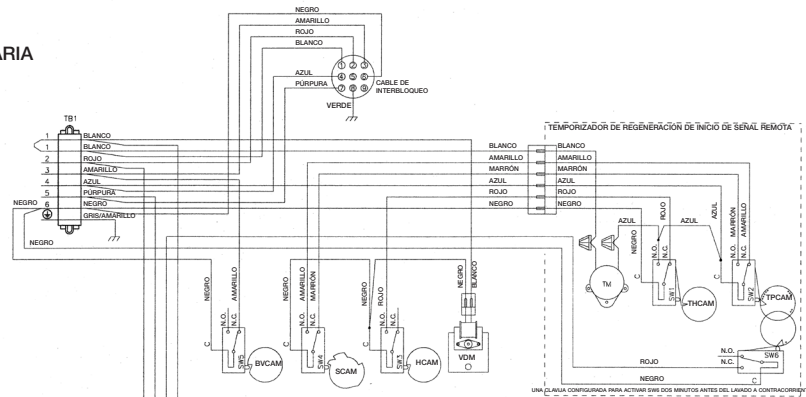 NEGRO
AMARILLO
ROJO
BLANCO
ARIA
1 2 3
4 5 6
7 8 9
AZUL
PÚRPURA
CABLE DE
INTERBLOQUEO
VERDE
TB1
1 BLANCO
1 BLANCO
2 ROJO
3 AMARILLO
4 AZUL
5 PÚRPURA
NEGRO 6 NEGRO
GRIS/AMARILLO
NEGRO
TEMPORIZADOR DE REGENERACIÓN DE INICIO DE SEÑAL REMOTA
BLANCO BLANCO
AMARILLO AMARILLO
MARRÓN MARRÓN
AZUL AZUL
ROJO ROJO
NEGRO NEGRO
AZUL
NEGRO
ROJO
AZUL
AZUL
MARRÓN
AMARILLO
N.O.
N.C.
C
SW1
THCAM
TM
N.O.
N.C.
C
SW2
TPCAM
NEGRO
AMARILLO
N.O.
N.C.
C
SW5
BVCAM
NEGRO
AMARILLO
MARRÓN
N.O.
N.C.
C
SW4
SCAM
NEGRO
ROJO
N.O.
N.C.
C
SW3
HCAM
NEGRO
BLANCO
VDM
N.O.
N.C.
SW6
C
ROJO
NEGRO
UNA CLAVIJA CONFIGURADA PARA ACTIVAR SW6 DOS MINUTOS ANTES DEL LAVADO A CONTRACORRIENTE